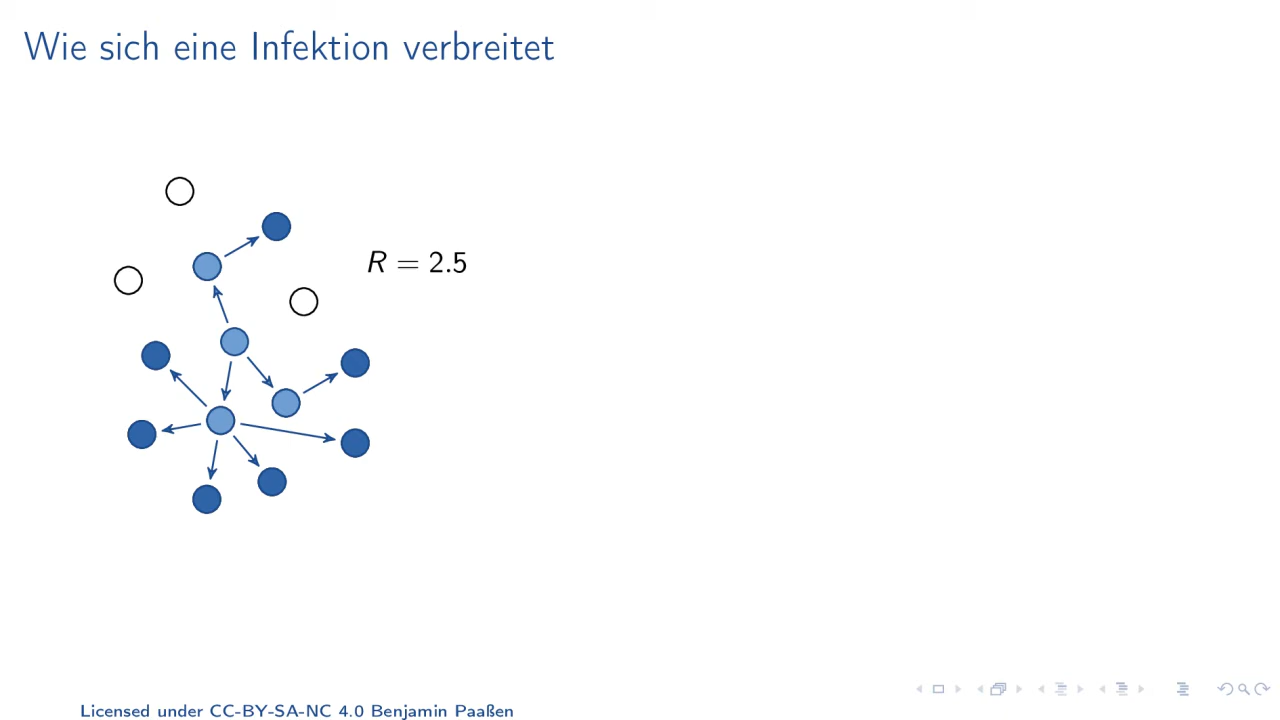 Wie sich eine Infektion verbreitet
R = 2.5
Licensed under CC-BY-SA-NC 4.0 Benjamin Paaßen